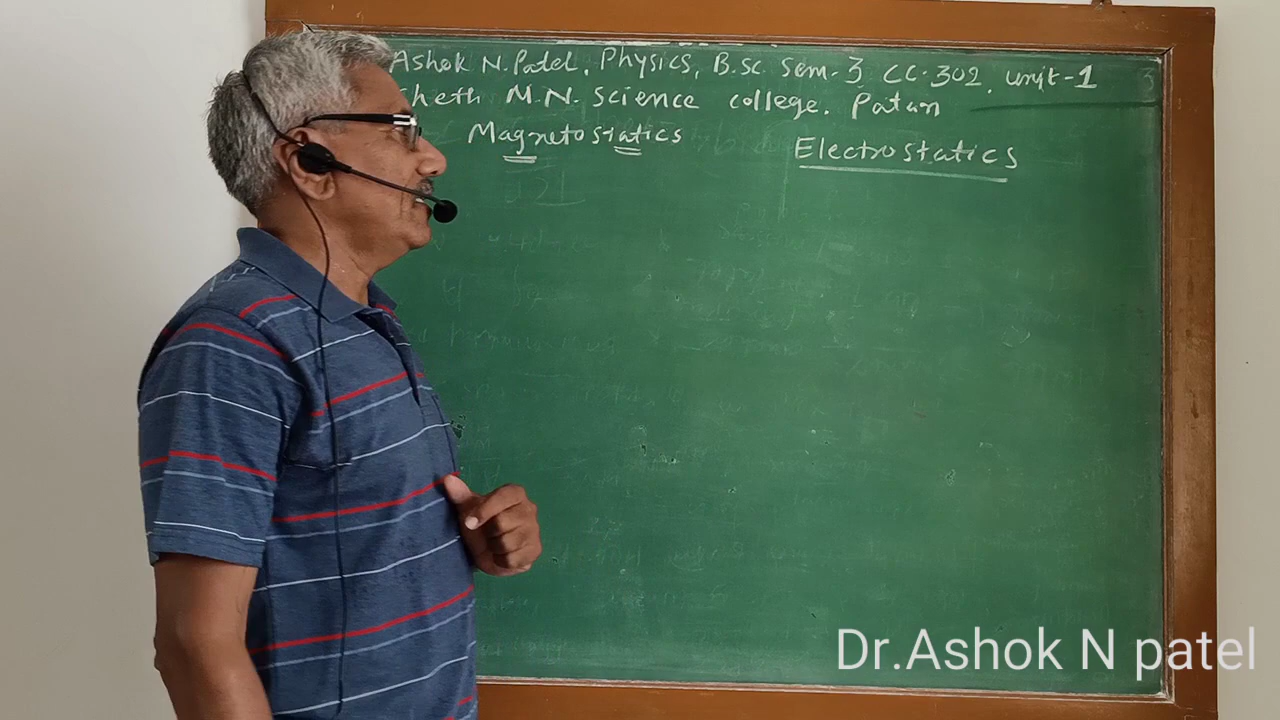 Ashok N. Patel, Physics, B.Sc. Sem-3 CC-302, Unit-1
Sheth M.N. Science college. Patan
Magnetostatics
Electrostatics
Dr.Ashok N patel